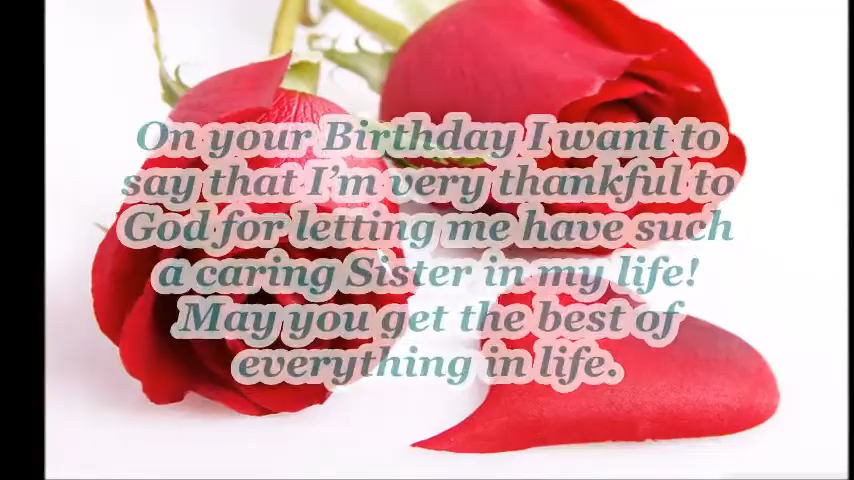 On your Birthday I want to
say that I’m very thankful to
God for letting me have such
a caring Sister in my life!
May you get the best of
everything in life.